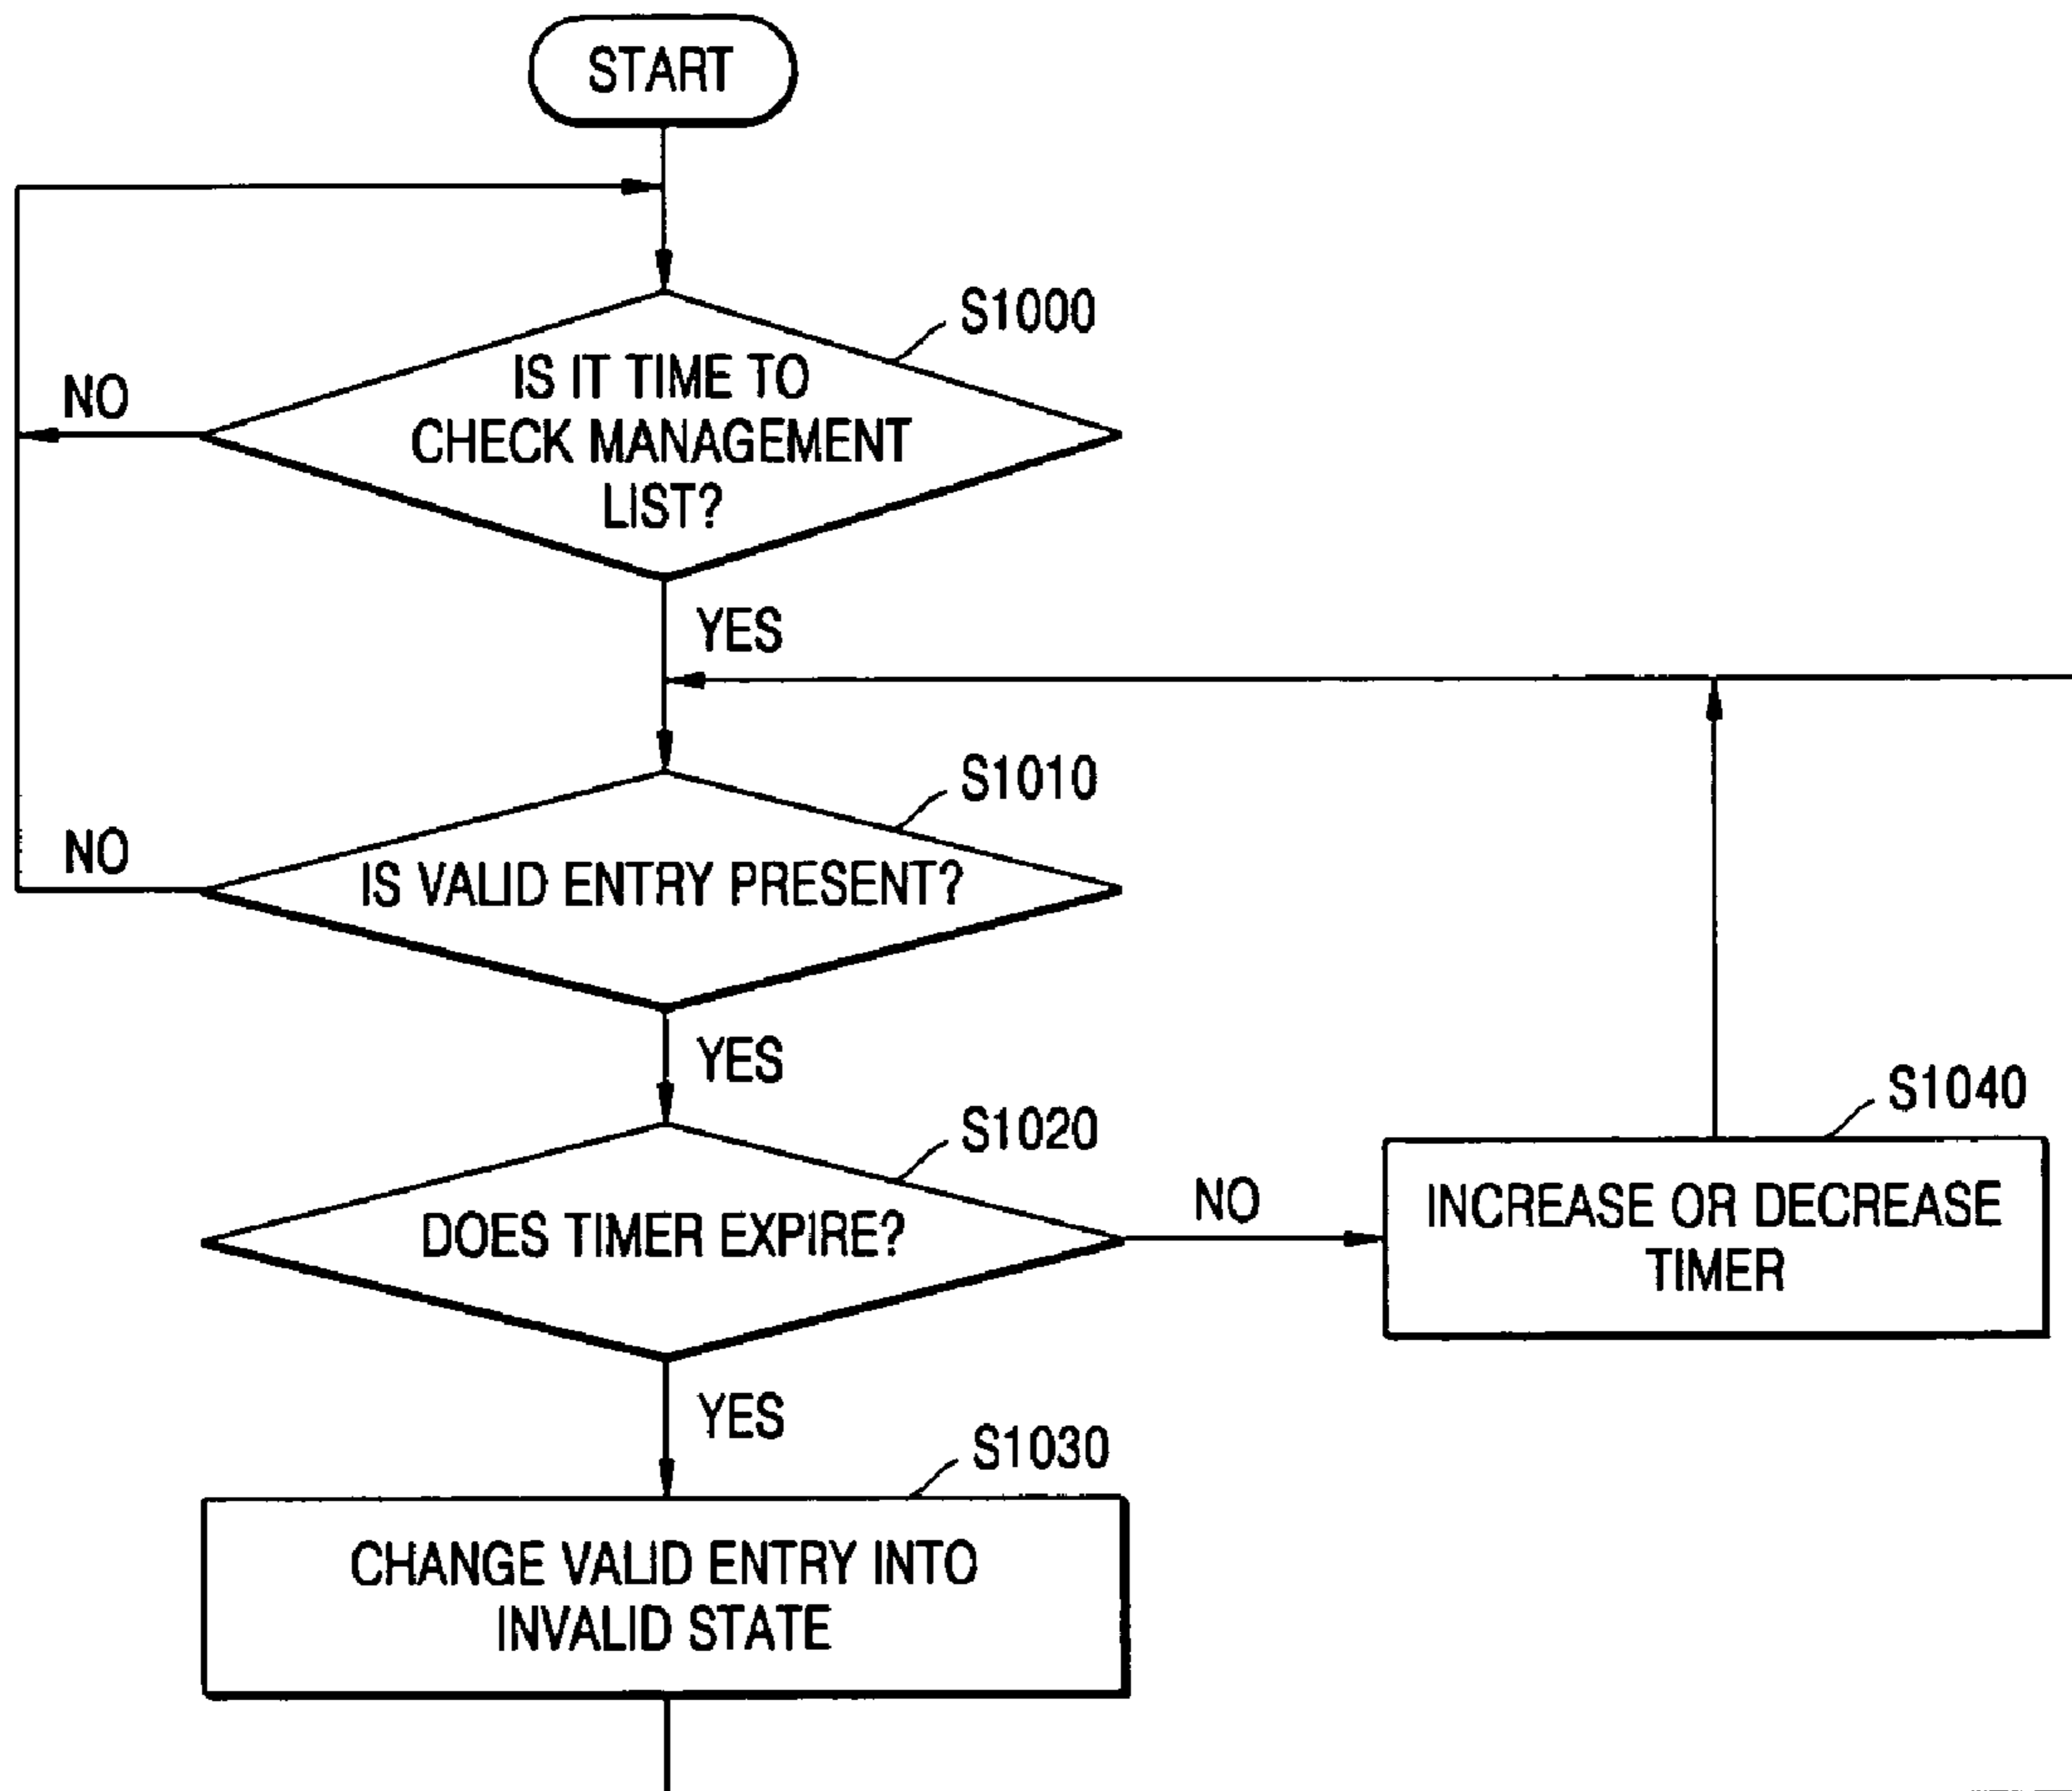 START
S1000
IS IT TIME TO
CHECK MANAGEMENT
LIST?
NO
YES
S1010
IS VALID ENTRY PRESENT?
NO
YES
S1020
DOES TIMER EXPIRE?
NO
S1040
INCREASE OR DECREASE
TIMER
YES
S1030
CHANGE VALID ENTRY INTO
INVALID STATE